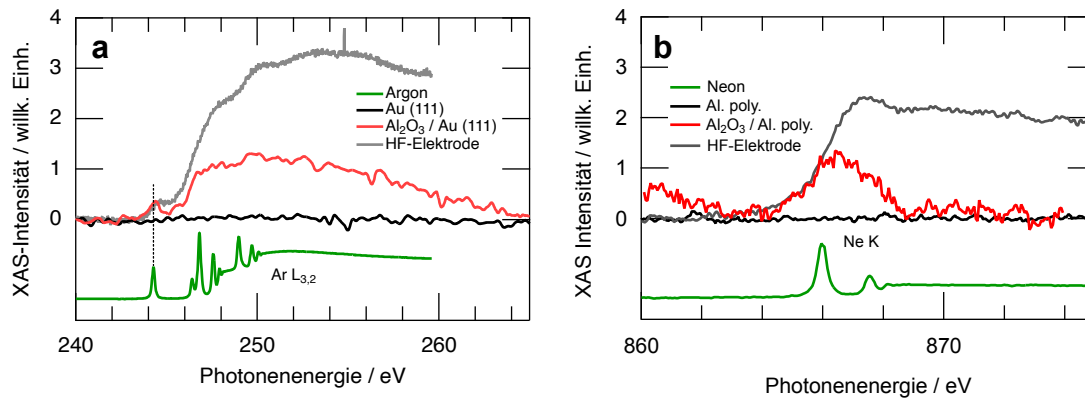 a
XAS-Intensität / willk. Einh.
4
3
2
1
0
Argon
Au (111)
Al₂O₃ / Au (111)
HF-Elektrode
Ar L₃,₂
240
250
260
Photonenenergie / eV
b
XAS Intensität / willk. Einh.
4
3
2
1
0
Neon
Al. poly.
Al₂O₃ / Al. poly.
HF-Elektrode
Ne K
860
870
Photonenenergie / eV